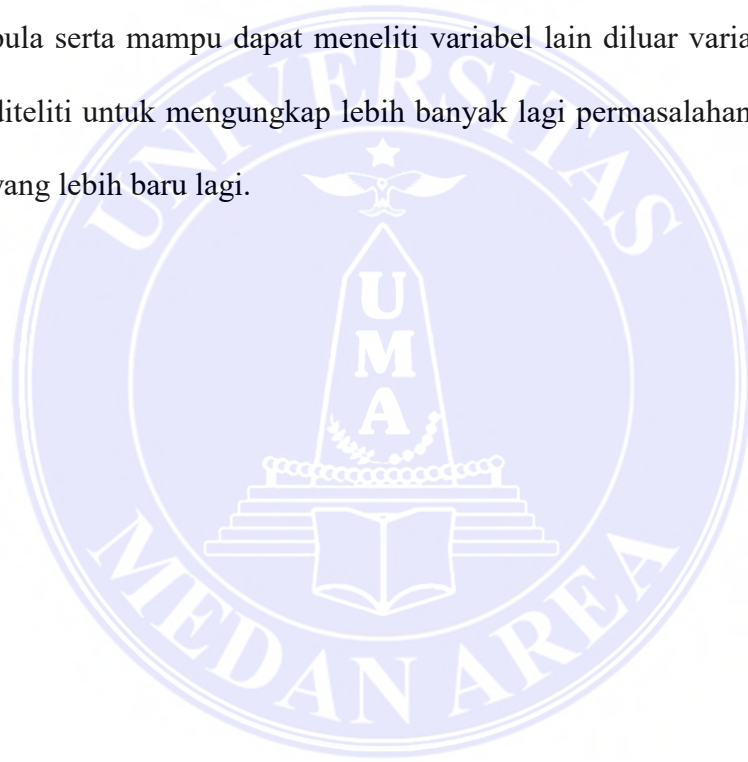 pula serta mampu dapat meneliti variabel lain diluar varia
diteliti untuk mengungkap lebih banyak lagi permasalahan
yang lebih baru lagi.
UNIVERSITAS
U
M
A
MEDAN AREA